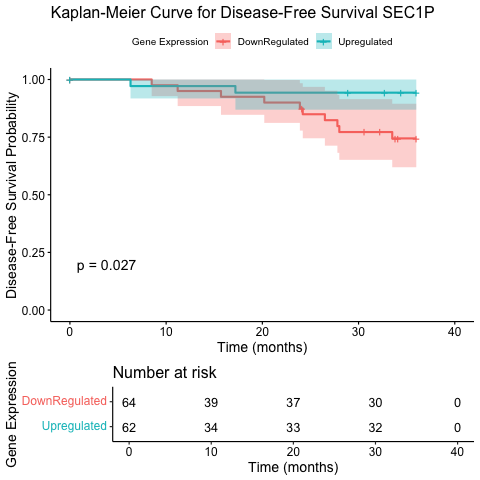 Kaplan-Meier Curve for Disease-Free Survival SEC1P
Gene Expression DownRegulated Upregulated
Disease-Free Survival Probability
1.00
0.75
0.50
0.25
0.00
p = 0.027
0 10 20 30 40
Time (months)
Number at risk
Gene Expression
DownRegulated 64 39 37 30 0
Upregulated 62 34 33 32 0
0 10 20 30 40
Time (months)